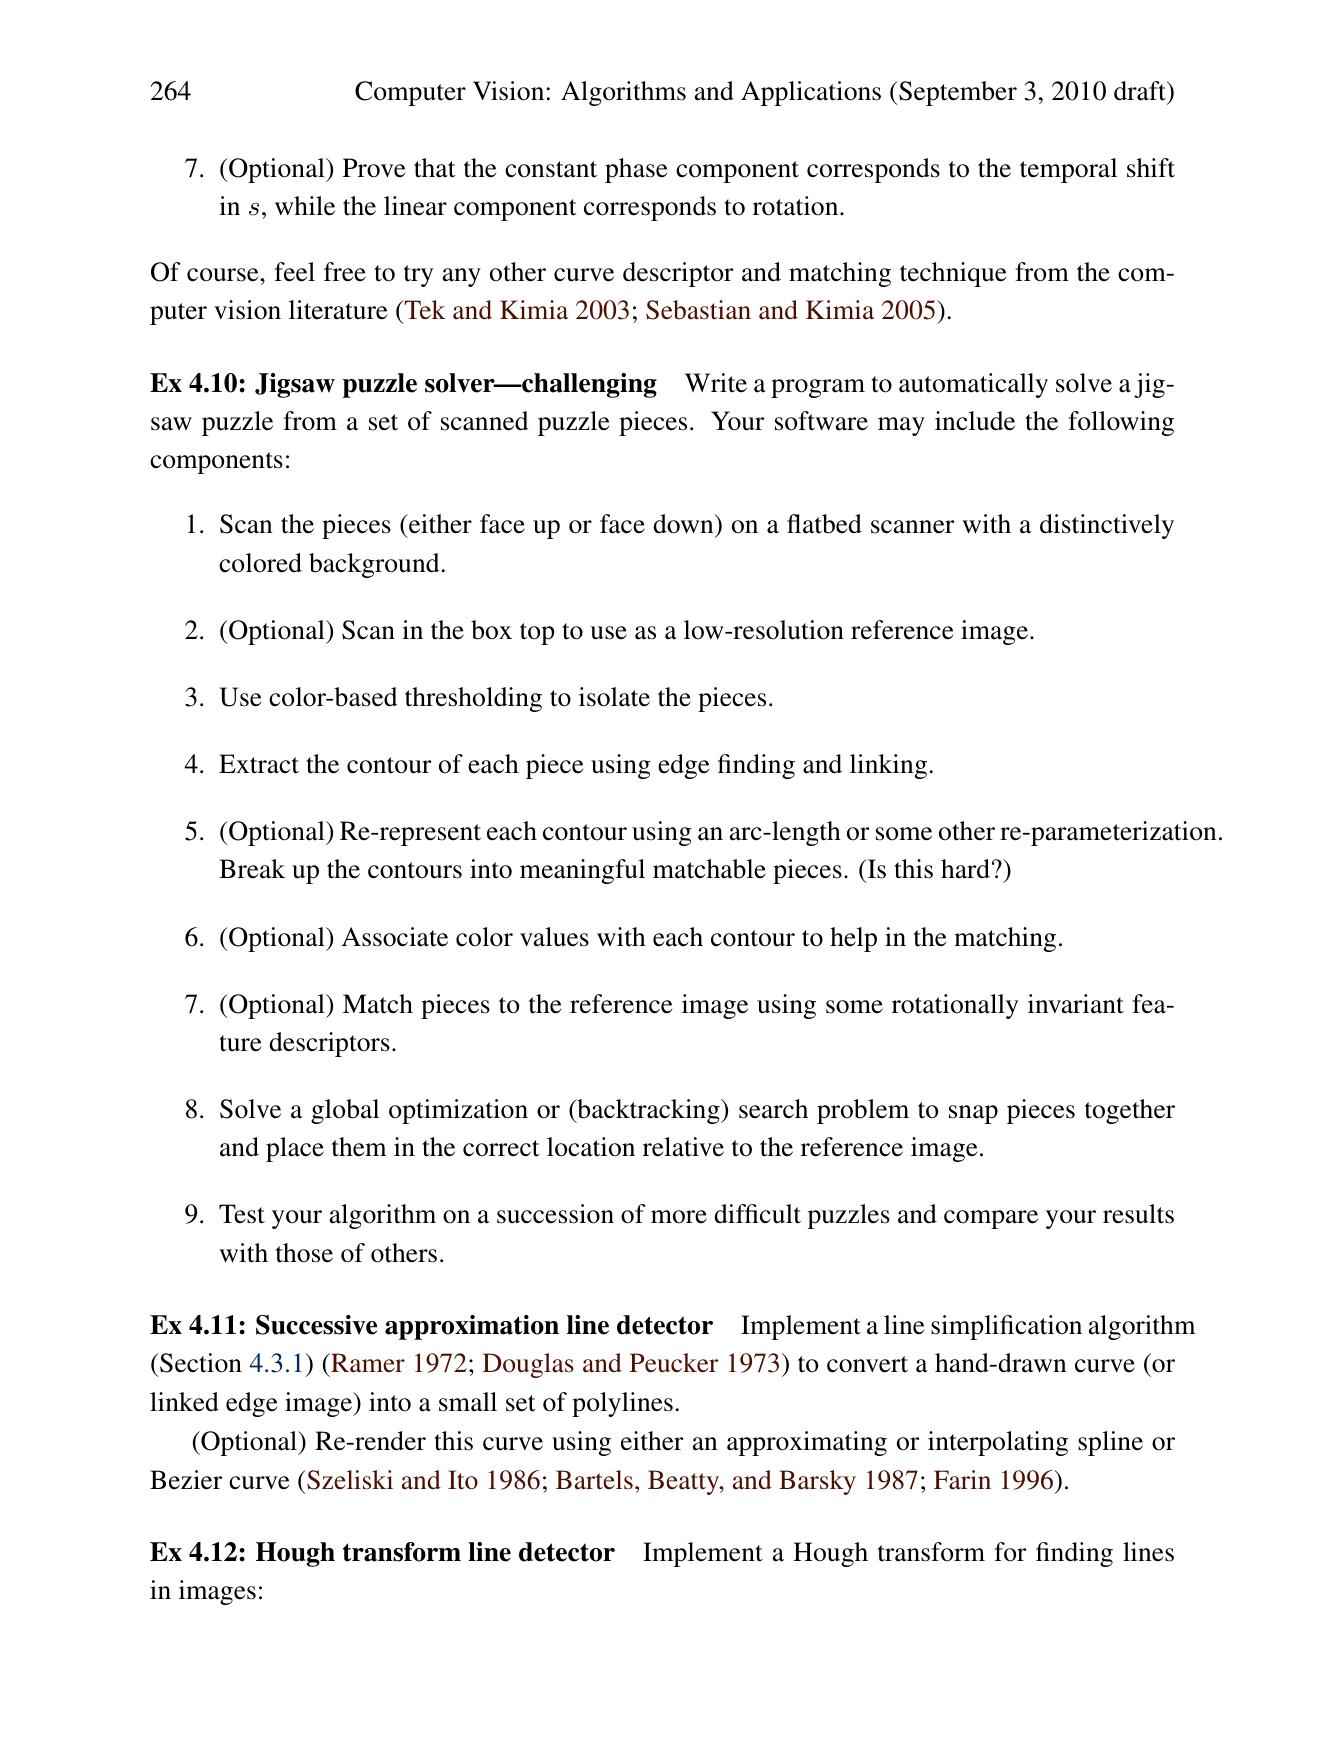 264 Computer Vision: Algorithms and Applications (September 3, 2010 draft)
7. (Optional) Prove that the constant phase component corresponds to the temporal shift
in s, while the linear component corresponds to rotation.
Of course, feel free to try any other curve descriptor and matching technique from the com-
puter vision literature (Tek and Kimia 2003; Sebastian and Kimia 2005).
Ex 4.10: Jigsaw puzzle solver—challenging Write a program to automatically solve a jig-
saw puzzle from a set of scanned puzzle pieces. Your software may include the following
components:
1. Scan the pieces (either face up or face down) on a flatbed scanner with a distinctively
colored background.
2. (Optional) Scan in the box top to use as a low-resolution reference image.
3. Use color-based thresholding to isolate the pieces.
4. Extract the contour of each piece using edge finding and linking.
5. (Optional) Re-represent each contour using an arc-length or some other re-parameterization.
Break up the contours into meaningful matchable pieces. (Is this hard?)
6. (Optional) Associate color values with each contour to help in the matching.
7. (Optional) Match pieces to the reference image using some rotationally invariant fea-
ture descriptors.
8. Solve a global optimization or (backtracking) search problem to snap pieces together
and place them in the correct location relative to the reference image.
9. Test your algorithm on a succession of more difficult puzzles and compare your results
with those of others.
Ex 4.11: Successive approximation line detector Implement a line simplification algorithm
(Section 4.3.1) (Ramer 1972; Douglas and Peucker 1973) to convert a hand-drawn curve (or
linked edge image) into a small set of polylines.
(Optional) Re-render this curve using either an approximating or interpolating spline or
Bezier curve (Szeliski and Ito 1986; Bartels, Beatty, and Barsky 1987; Farin 1996).
Ex 4.12: Hough transform line detector Implement a Hough transform for finding lines
in images: